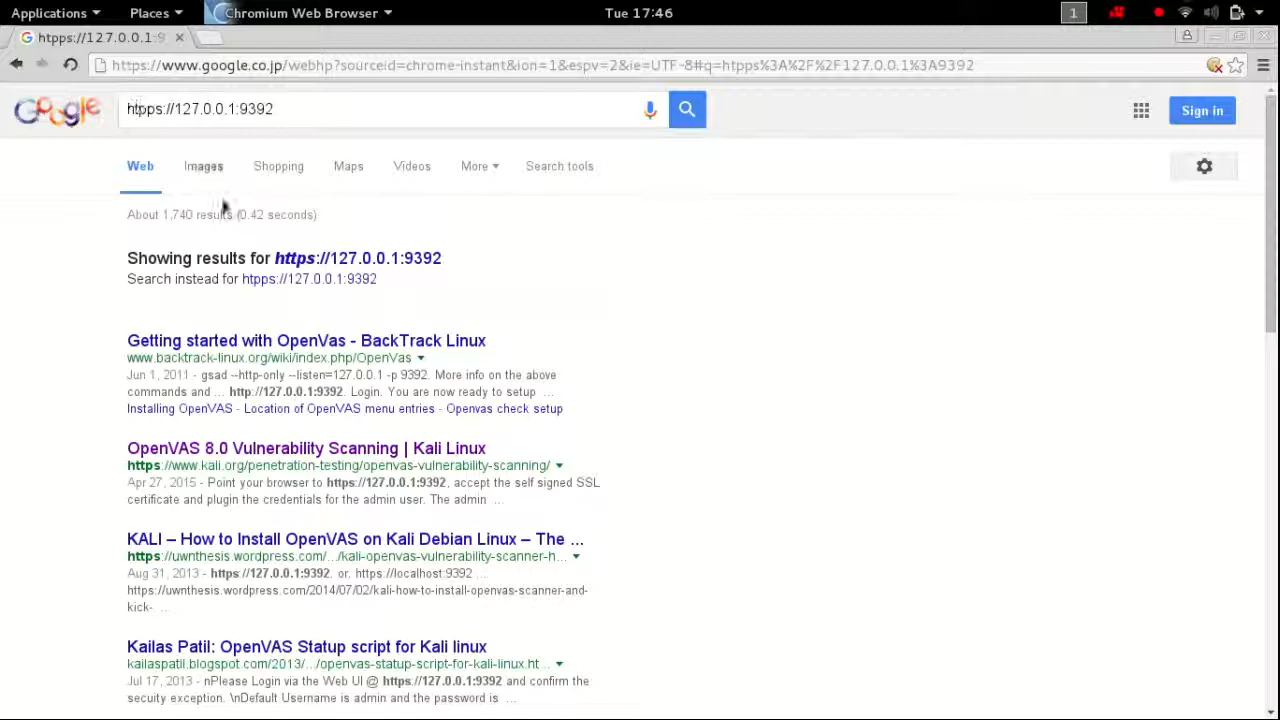 Applications Places Chromium Web Browser Tue 17:46 1
htpps://127.0.0.1:9
https://www.google.co.jp/webhp?sourceid=chrome-instant&ion=1&espv=2&ie=UTF-8#q=htpps%3A%2F%2F127.0.0.1%3A9392
Google htpps://127.0.0.1:9392 Sign in
Web Images Shopping Maps Videos More Search tools
About 1,740 results (0.42 seconds)
Showing results for https://127.0.0.1:9392
Search instead for htpps://127.0.0.1:9392
Getting started with OpenVas - BackTrack Linux
www.backtrack-linux.org/wiki/index.php/OpenVas
Jun 1, 2011 - gsad --http-only --listen=127.0.0.1 -p 9392. More info on the above
commands and ... http://127.0.0.1:9392. Login. You are now ready to setup ...
Installing OpenVAS - Location of OpenVAS menu entries - Openvas check setup
OpenVAS 8.0 Vulnerability Scanning | Kali Linux
https://www.kali.org/penetration-testing/openvas-vulnerability-scanning/
Apr 27, 2015 - Point your browser to https://127.0.0.1:9392, accept the self signed SSL
certificate and plugin the credentials for the admin user. The admin ...
KALI – How to Install OpenVAS on Kali Debian Linux – The ...
https://uwnthesis.wordpress.com/.../kali-openvas-vulnerability-scanner-h...
Aug 31, 2013 - https://127.0.0.1:9392. or. https://localhost:9392 ...
https://uwnthesis.wordpress.com/2014/07/02/kali-how-to-install-openvas-scanner-and-
kick- ...
Kailas Patil: OpenVAS Statup script for Kali linux
kailaspatil.blogspot.com/2013/.../openvas-statup-script-for-kali-linux.ht...
Jul 17, 2013 - nPlease Login via the Web UI @ https://127.0.0.1:9392 and confirm the
secuity exception. \nDefault Username is admin and the password is ...